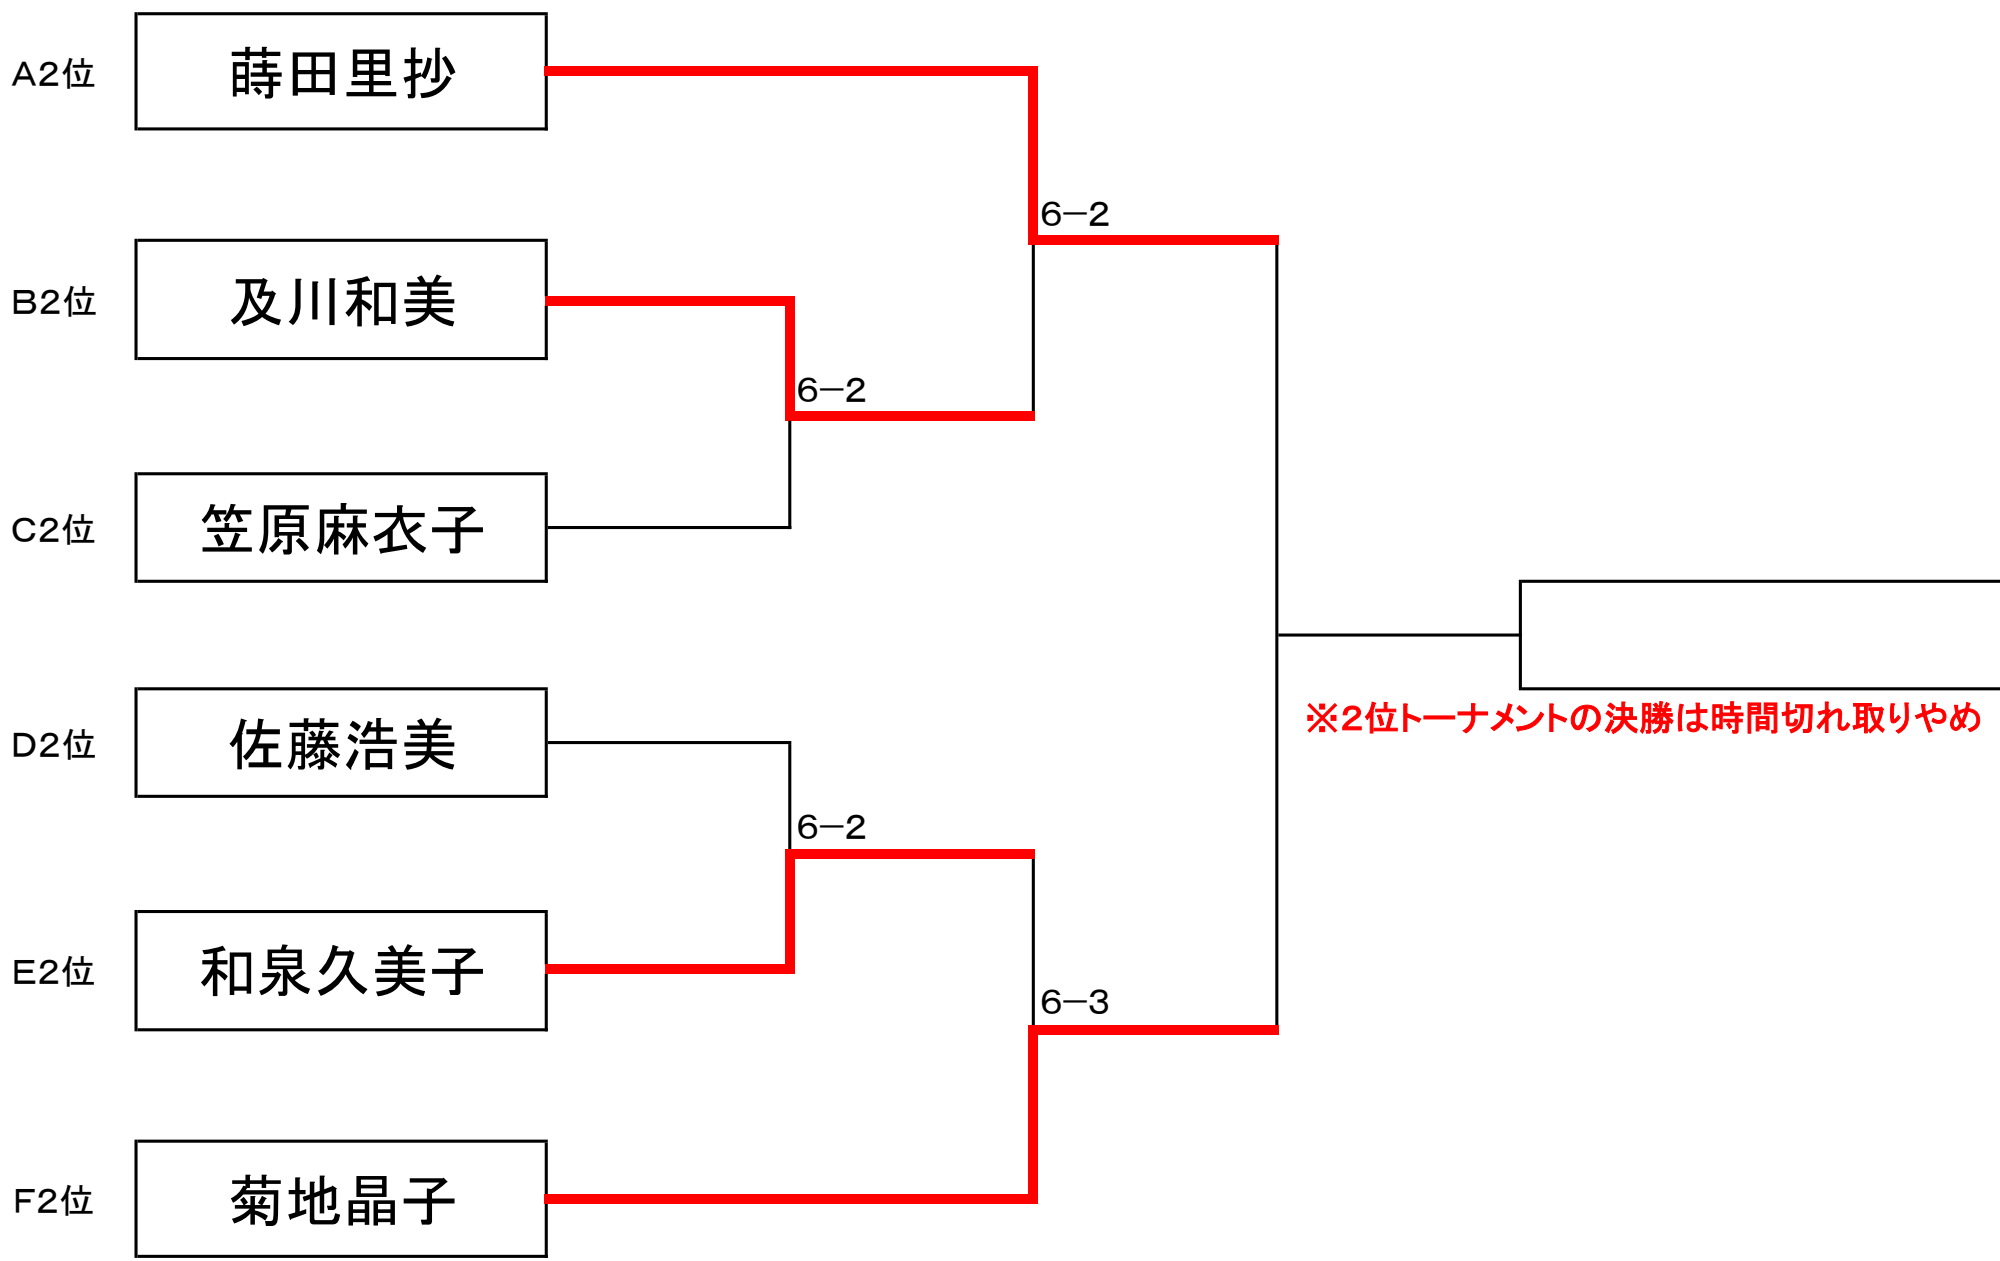 A2位
蒔田里抄
6−2
B2位
及川和美
6−2
C2位
笠原麻衣子
D2位
佐藤浩美
※2位トーナメントの決勝は時間切れ取りやめ
6−2
E2位
和泉久美子
6−3
F2位
菊地晶子